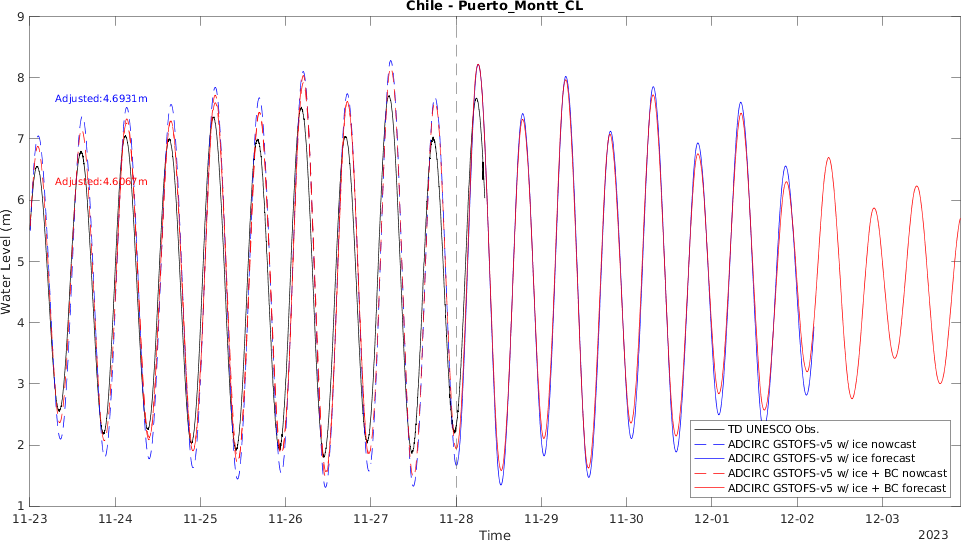 Chile - Puerto_Montt_CL
9
8
7
6
5
4
3
2
1
Water Level (m)
Adjusted:4.6931m
Adjusted:4.6067m
TD UNESCO Obs.
ADCIRC GSTOFS-v5 w/ ice nowcast
ADCIRC GSTOFS-v5 w/ ice forecast
ADCIRC GSTOFS-v5 w/ ice + BC nowcast
ADCIRC GSTOFS-v5 w/ ice + BC forecast
11-23 11-24 11-25 11-26 11-27 11-28 11-29 11-30 12-01 12-02 12-03
Time
2023